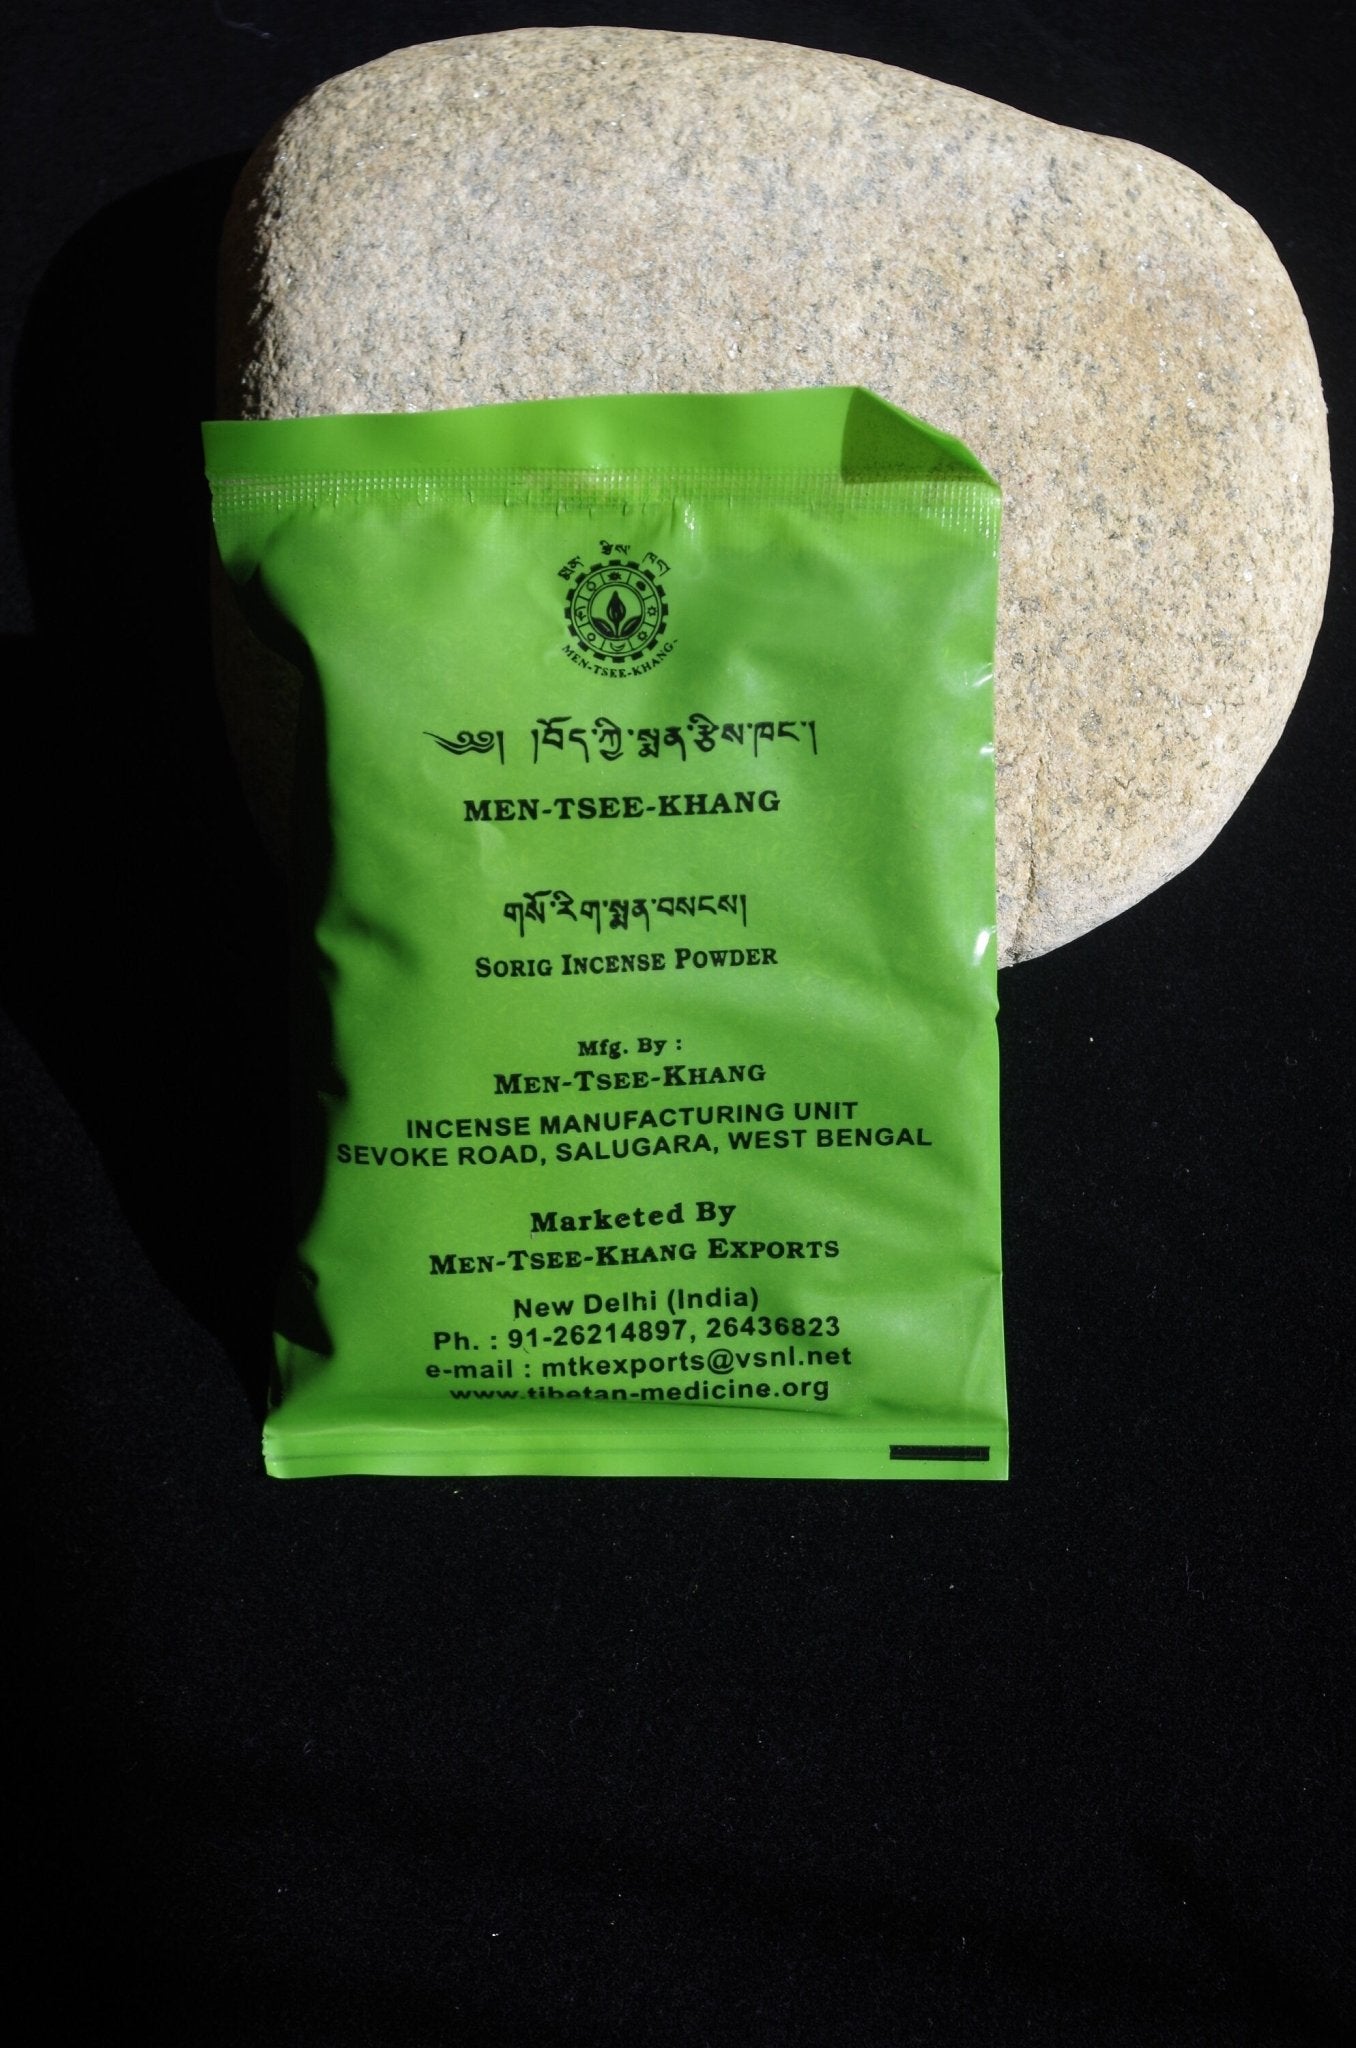 མན་ རྩིས་ ཁང་
MEN-TSEE-KHANG
༄༅། །བོད་ཀྱི་སྨན་རྩིས་ཁང་།
MEN-TSEE-KHANG
གསོ་རིག་སྨན་བསངས།
SORIG INCENSE POWDER
Mfg. By :
MEN-TSEE-KHANG
INCENSE MANUFACTURING UNIT
SEVOKE ROAD, SALUGARA, WEST BENGAL
Marketed By
MEN-TSEE-KHANG EXPORTS
New Delhi (India)
Ph. : 91-26214897, 26436823
e-mail : mtkexports@vsnl.net
www.tibetan-medicine.org